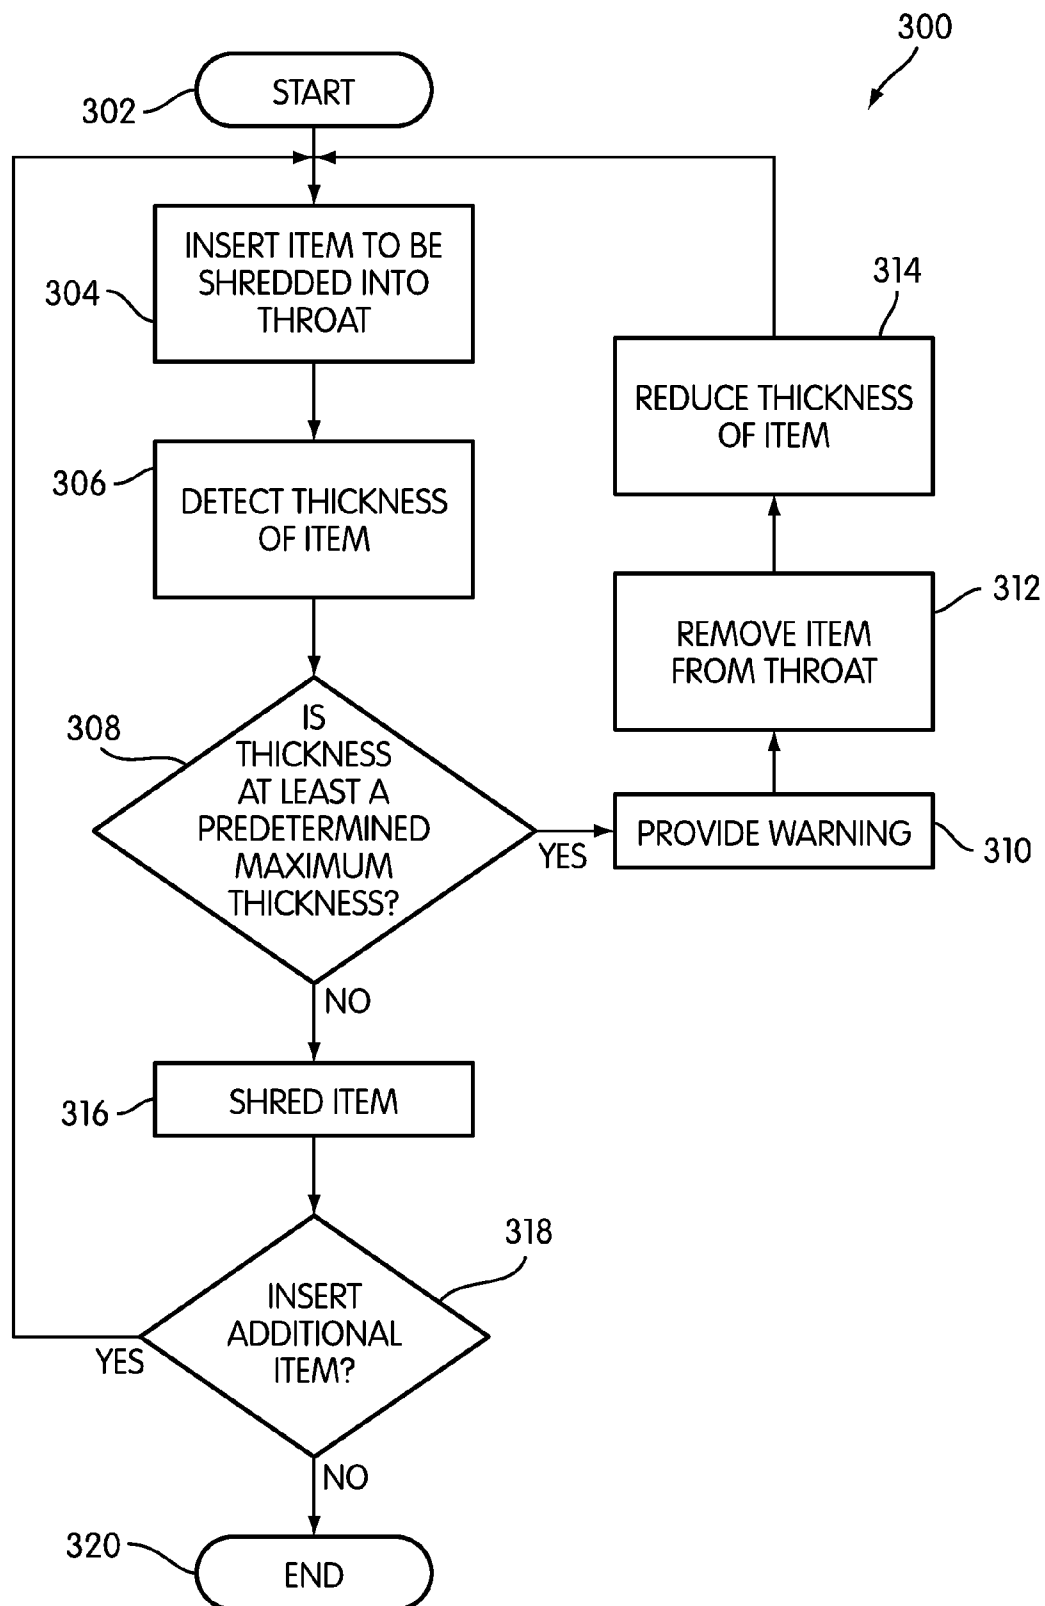 300
302
START
304
INSERT ITEM TO BE
SHREDDED INTO
THROAT
314
REDUCE THICKNESS
OF ITEM
306
DETECT THICKNESS
OF ITEM
312
REMOVE ITEM
FROM THROAT
308
IS
THICKNESS
AT LEAST A
PREDETERMINED
MAXIMUM
THICKNESS?
YES
PROVIDE WARNING
310
NO
316
SHRED ITEM
318
INSERT
ADDITIONAL
ITEM?
YES
NO
320
END